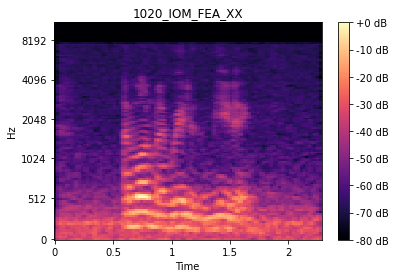 1020_IOM_FEA_XX
Hz
8192
4096
2048
1024
512
0
0
0.5
1
1.5
2
Time
+0 dB
-10 dB
-20 dB
-30 dB
-40 dB
-50 dB
-60 dB
-70 dB
-80 dB